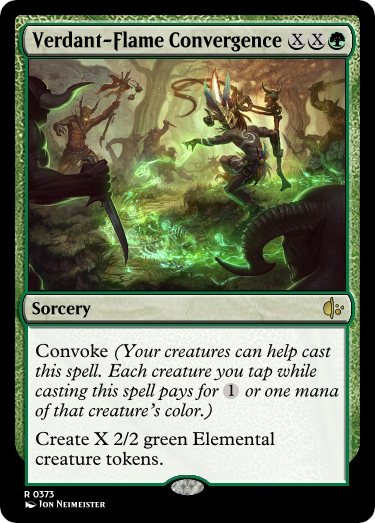 Verdant-Flame Convergence X X
Sorcery
Convoke (Your creatures can help cast
this spell. Each creature you tap while
casting this spell pays for 1 or one mana
of that creature's color.)
Create X 2/2 green Elemental
creature tokens.
R 0373
Jon Neimeister